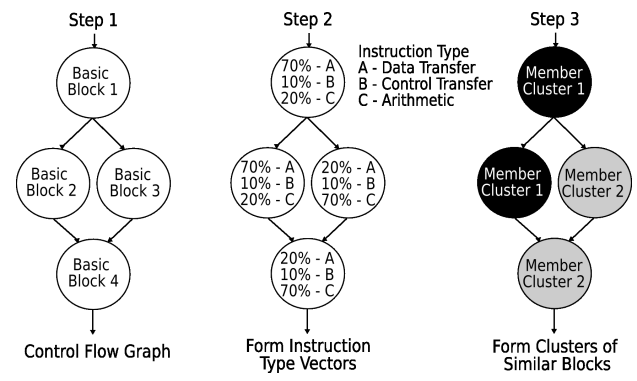 Step 1
Basic
Block 1
Basic
Block 2
Basic
Block 3
Basic
Block 4
Control Flow Graph
Step 2
70% - A
10% - B
20% - C
Instruction Type
A - Data Transfer
B - Control Transfer
C - Arithmetic
70% - A
10% - B
20% - C
20% - A
10% - B
70% - C
20% - A
10% - B
70% - C
Form Instruction
Type Vectors
Step 3
Member
Cluster 1
Member
Cluster 1
Member
Cluster 2
Member
Cluster 2
Form Clusters of
Similar Blocks